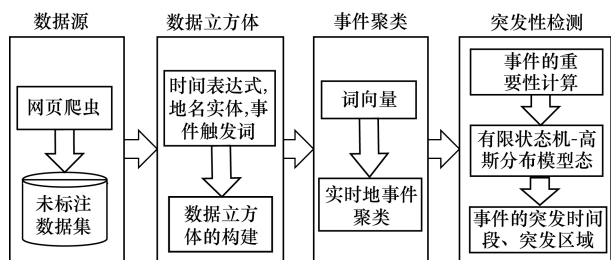 数据源
网页爬虫
未标注
数据集
数据立方体
时间表达式,
地名实体,事
件触发词
数据立方
体的构建
事件聚类
词向量
实时地事件
聚类
突发性检测
事件的重
要性计算
有限状态机-高
斯分布模型态
事件的突发时间
段、突发区域